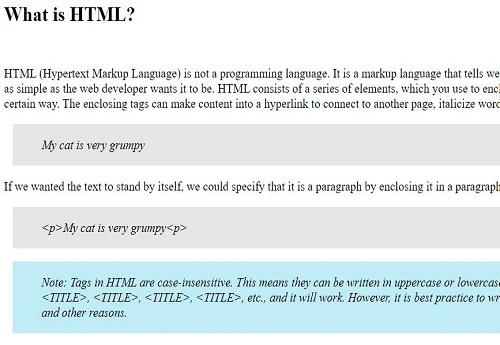 What is HTML?
HTML (Hypertext Markup Language) is not a programming language. It is a markup language that tells we
as simple as the web developer wants it to be. HTML consists of a series of elements, which you use to encl
certain way. The enclosing tags can make content into a hyperlink to connect to another page, italicize word
My cat is very grumpy
If we wanted the text to stand by itself, we could specify that it is a paragraph by enclosing it in a paragraph
<p>My cat is very grumpy<p>
Note: Tags in HTML are case-insensitive. This means they can be written in uppercase or lowercas
<TITLE>, <TITLE>, <TITLE>, <TITLE>, etc., and it will work. However, it is best practice to wr
and other reasons.